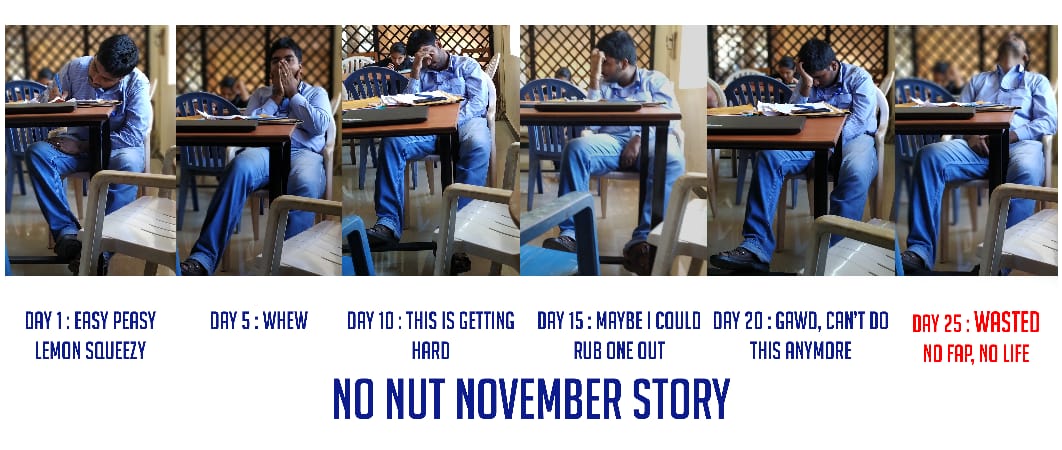 DAY 1 : EASY PEASY
LEMON SQUEEZY
DAY 5 : WHEW
DAY 10 : THIS IS GETTING
HARD
DAY 15 : MAYBE I COULD
RUB ONE OUT
DAY 20 : GAWD, CAN'T DO
THIS ANYMORE
DAY 25 : WASTED
NO FAP, NO LIFE
NO NUT NOVEMBER STORY